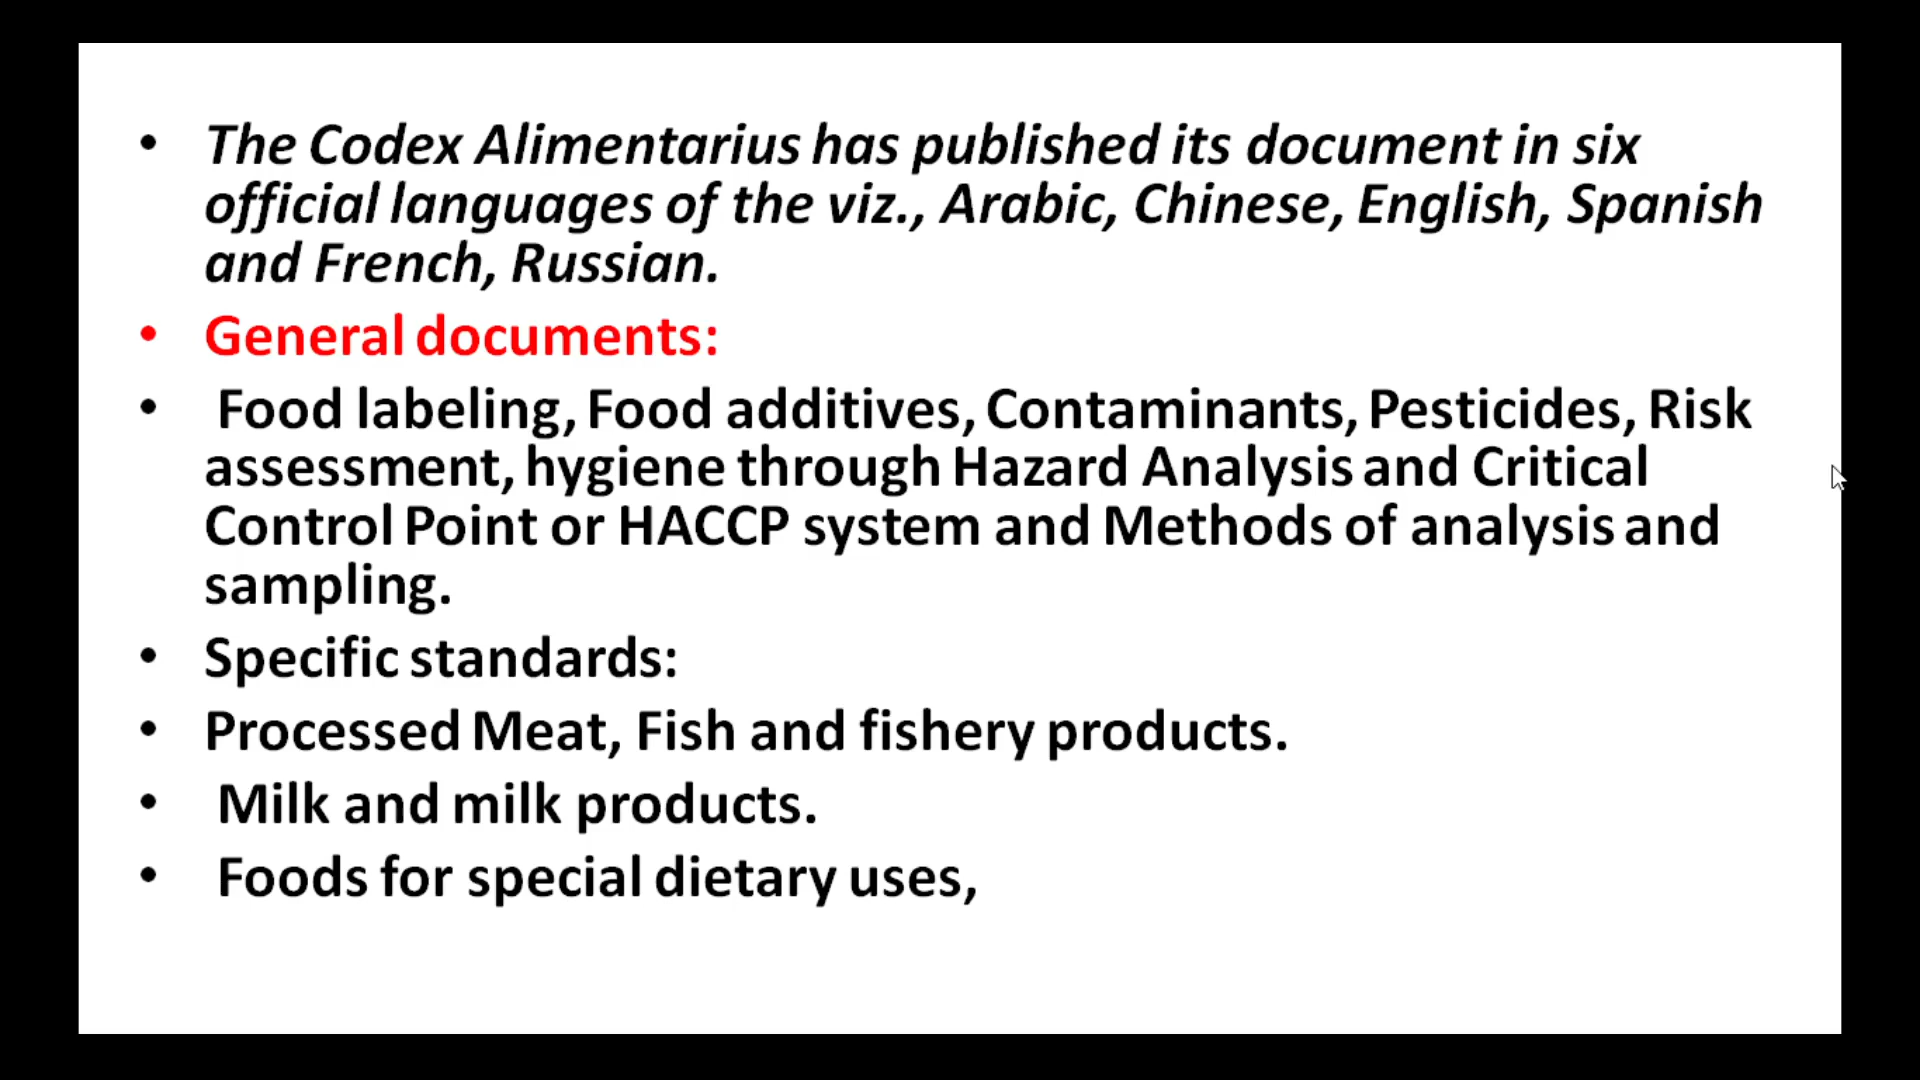 • The Codex Alimentarius has published its document in six
official languages of the viz., Arabic, Chinese, English, Spanish
and French, Russian.
• General documents:
• Food labeling, Food additives, Contaminants, Pesticides, Risk
assessment, hygiene through Hazard Analysis and Critical
Control Point or HACCP system and Methods of analysis and
sampling.
• Specific standards:
• Processed Meat, Fish and fishery products.
• Milk and milk products.
• Foods for special dietary uses,